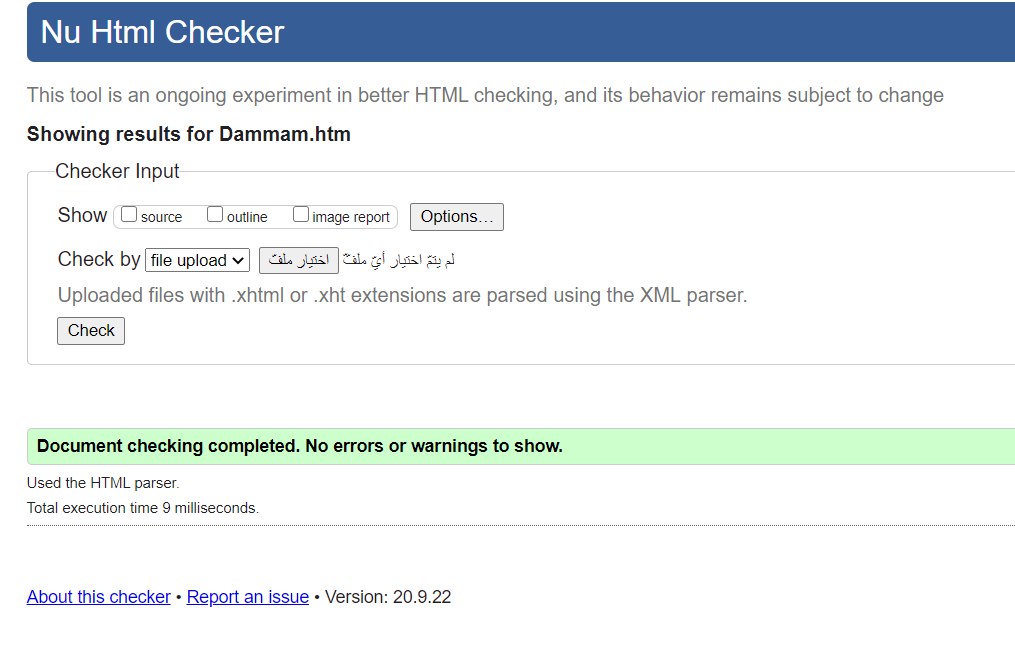 Nu Html Checker
This tool is an ongoing experiment in better HTML checking, and its behavior remains subject to change
Showing results for Dammam.htm
Checker Input
Show source outline image report Options…
Check by file upload اختيار ملفّ لم يتمّ اختيار أيّ ملفّ
Uploaded files with .xhtml or .xht extensions are parsed using the XML parser.
Check
Document checking completed. No errors or warnings to show.
Used the HTML parser.
Total execution time 9 milliseconds.
About this checker • Report an issue • Version: 20.9.22